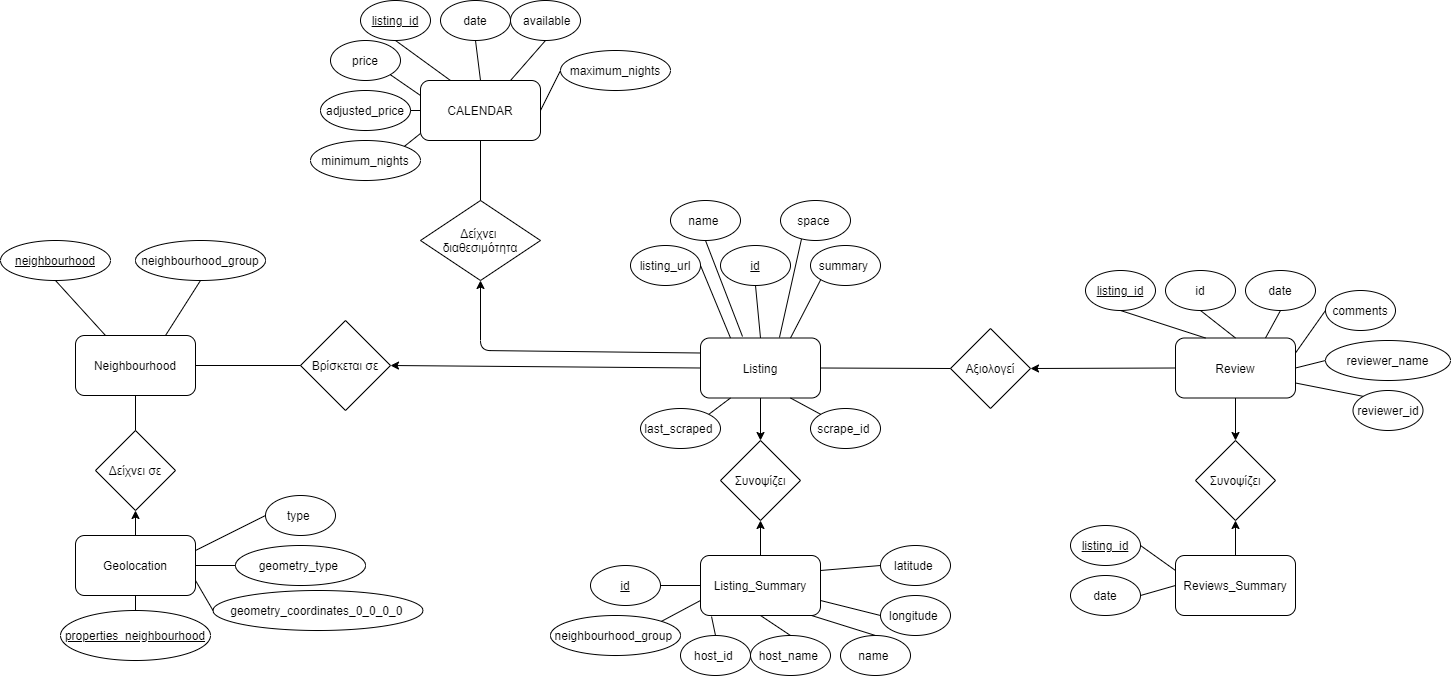 listing_id
date
available
price
maximum_nights
adjusted_price
CALENDAR
minimum_nights
Δείχνει
διαθεσιμότητα
name
space
neighbourhood
neighbourhood_group
listing_url
id
summary
listing_id
id
date
comments
Neighbourhood
Βρίσκεται σε
Listing
Αξιολογεί
Review
reviewer_name
reviewer_id
last_scraped
scrape_id
Δείχνει σε
Συνοψίζει
Συνοψίζει
type
Geolocation
geometry_type
geometry_coordinates_0_0_0_0
properties_neighbourhood
listing_id
Reviews_Summary
date
latitude
id
Listing_Summary
longitude
neighbourhood_group
host_id
host_name
name